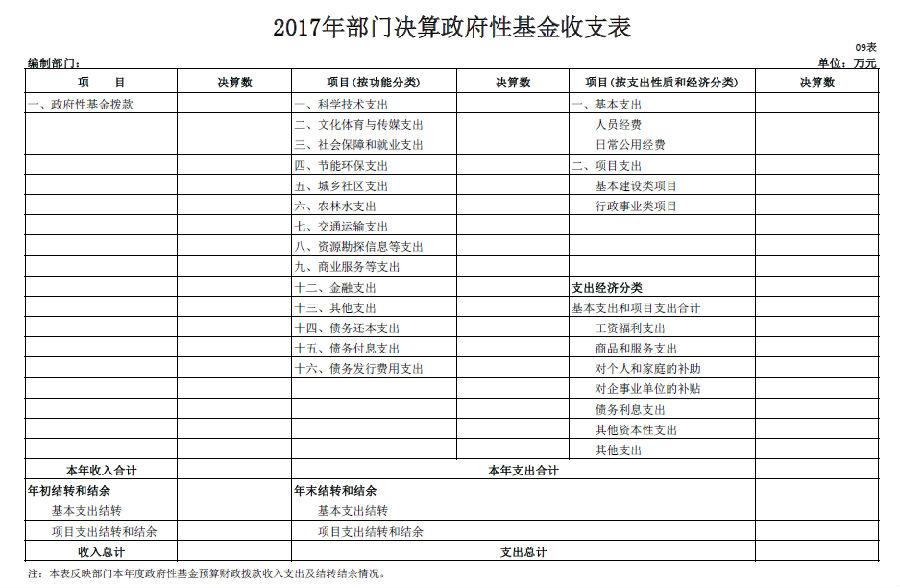 2017年部门决算政府性基金收支表
09表
编制部门： 单位：万元
项 目 决算数 项目(按功能分类) 决算数 项目(按支出性质和经济分类) 决算数
一、政府性基金拨款 一、科学技术支出 一、基本支出
二、文化体育与传媒支出 人员经费
三、社会保障和就业支出 日常公用经费
四、节能环保支出 二、项目支出
五、城乡社区支出 基本建设类项目
六、农林水支出 行政事业类项目
七、交通运输支出
八、资源勘探信息等支出
九、商业服务等支出
十二、金融支出 支出经济分类
十三、其他支出 基本支出和项目支出合计
十四、债务还本支出 工资福利支出
十五、债务付息支出 商品和服务支出
十六、债务发行费用支出 对个人和家庭的补助
对企事业单位的补贴
债务利息支出
其他资本性支出
其他支出
本年收入合计 本年支出合计
年初结转和结余 年末结转和结余
基本支出结转 基本支出结转
项目支出结转和结余 项目支出结转和结余
收入总计 支出总计
注：本表反映部门本年度政府性基金预算财政拨款收入支出及结转结余情况。